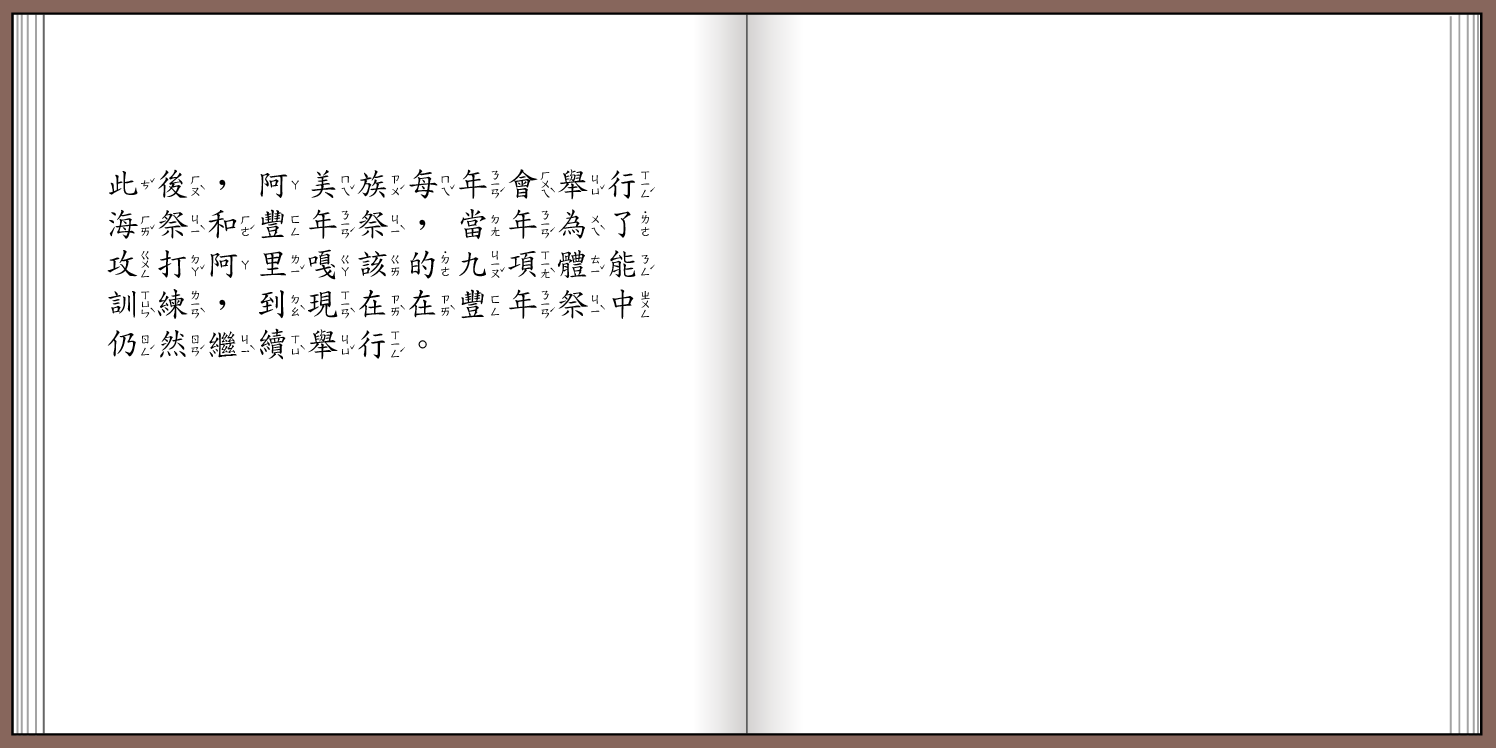 此後，阿美族每年會舉行
海祭和豐年祭，當年為了
攻打阿里嘎該的九項體能
訓練，到現在在豐年祭中
仍然繼續舉行。